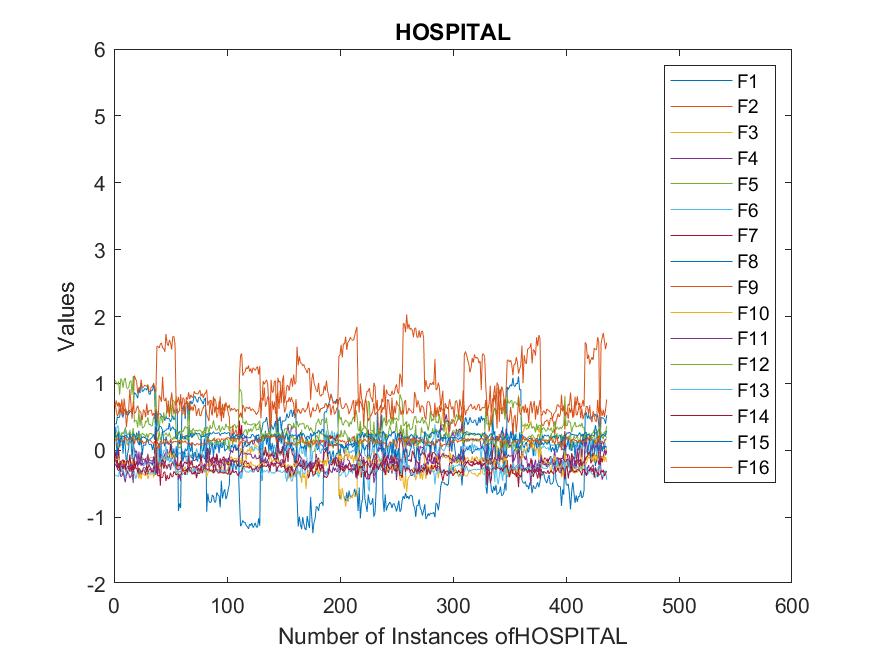 HOSPITAL
6
5
4
3
2
1
0
-1
-2
Values
0 100 200 300 400 500 600
Number of Instances ofHOSPITAL
F1
F2
F3
F4
F5
F6
F7
F8
F9
F10
F11
F12
F13
F14
F15
F16